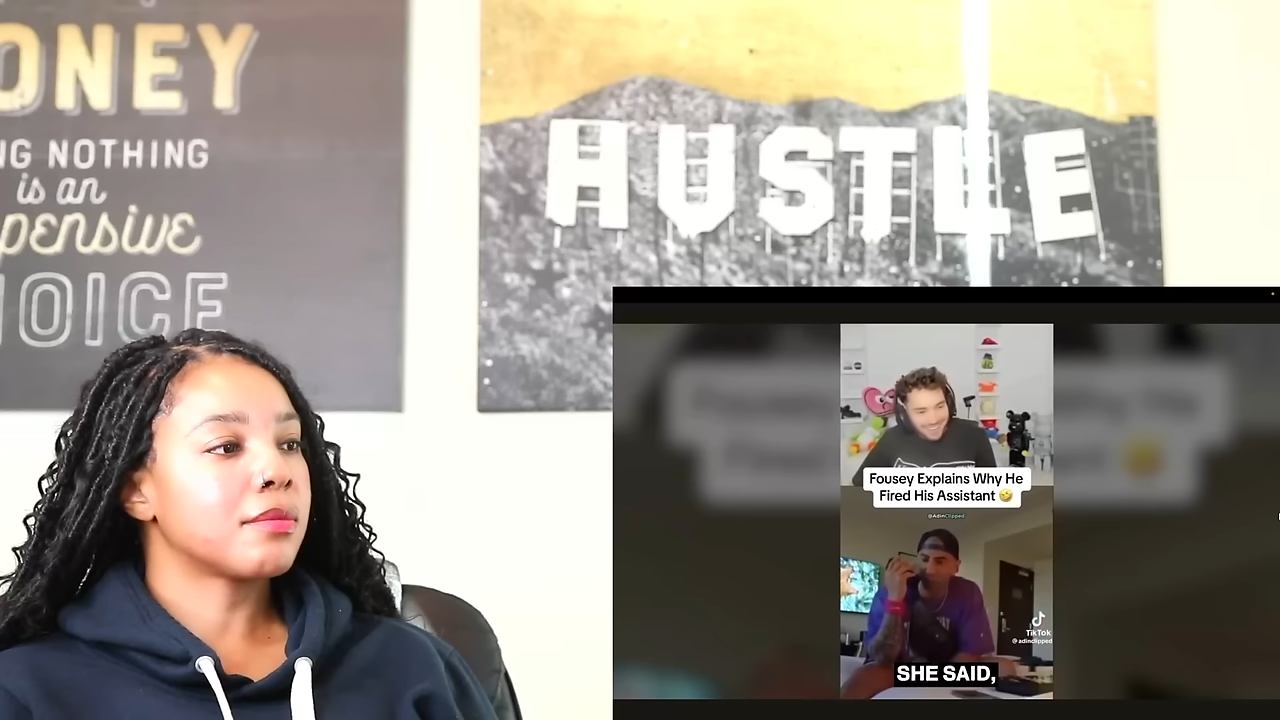 ONEY
NG NOTHING
is an
pensive
HOICE
HUSTLE
Fousey Explains Why He
Fired His Assistant 🤣
@AdinClipped
TikTok
@adinclipped
SHE SAID,